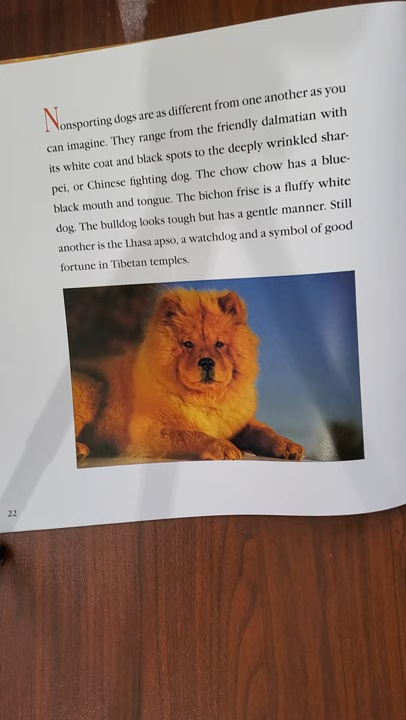 Nonsporting dogs are as different from one another as you
can imagine. They range from the friendly dalmatian with
its white coat and black spots to the deeply wrinkled shar-
pei, or Chinese fighting dog. The chow chow has a blue-
black mouth and tongue. The bichon frise is a fluffy white
dog. The bulldog looks tough but has a gentle manner. Still
another is the Lhasa apso, a watchdog and a symbol of good
fortune in Tibetan temples.
22